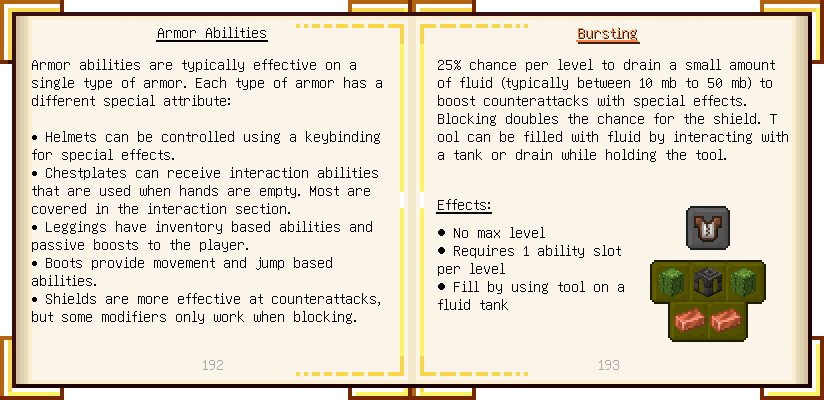 Armor Abilities
Armor abilities are typically effective on a
single type of armor. Each type of armor has a
different special attribute:
• Helmets can be controlled using a keybinding
for special effects.
• Chestplates can receive interaction abilities
that are used when hands are empty. Most are
covered in the interaction section.
• Leggings have inventory based abilities and
passive boosts to the player.
• Boots provide movement and jump based
abilities.
• Shields are more effective at counterattacks,
but some modifiers only work when blocking.
192
Bursting
25% chance per level to drain a small amount
of fluid (typically between 10 mb to 50 mb) to
boost counterattacks with special effects.
Blocking doubles the chance for the shield. T
ool can be filled with fluid by interacting with
a tank or drain while holding the tool.
Effects:
• No max level
• Requires 1 ability slot
per level
• Fill by using tool on a
fluid tank
193